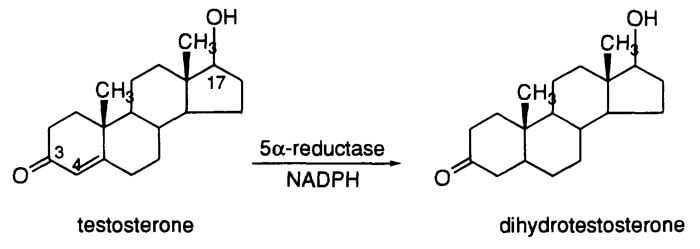 OH
CH3
17
CH3
3
4
O
testosterone
5α-reductase
NADPH
OH
CH3
CH3
O
dihydrotestosterone